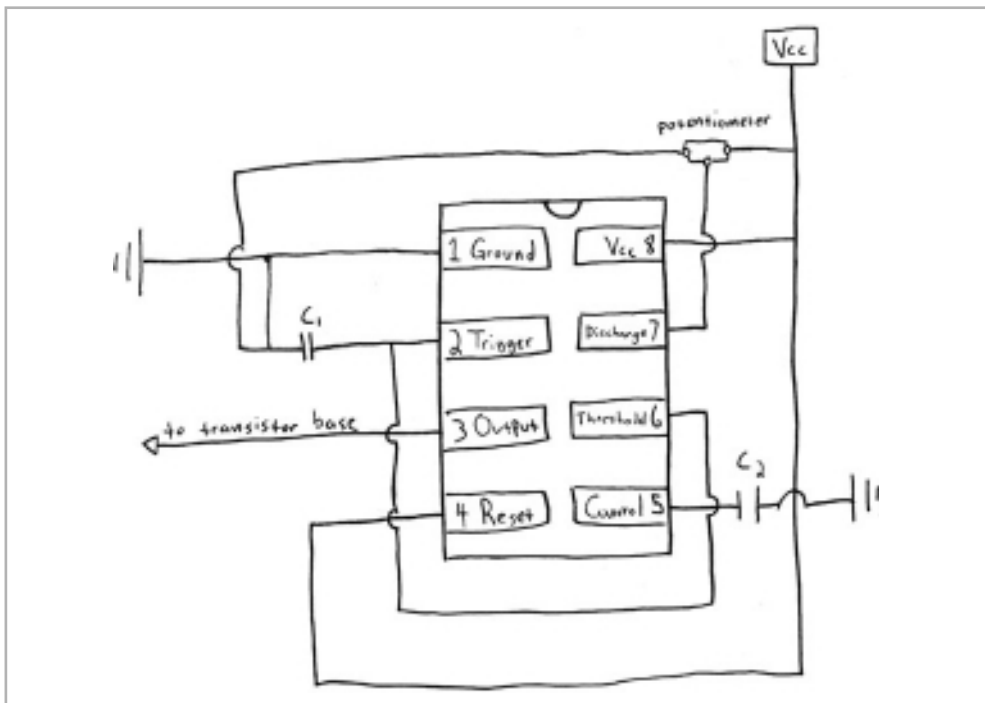 Vcc
potentiometer
1 Ground
Vcc 8
C1
2 Trigger
Discharge 7
to transistor base
3 Output
Threshold 6
C2
4 Reset
Control 5